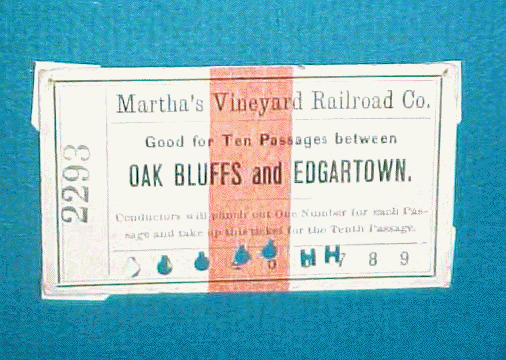 2293
Martha's Vineyard Railroad Co.
Good for Ten Passages between
OAK BLUFFS and EDGARTOWN.
Conductors will punch out One Number for each Pas-
sage and take up this ticket for the Tenth Passage.
7 8 9